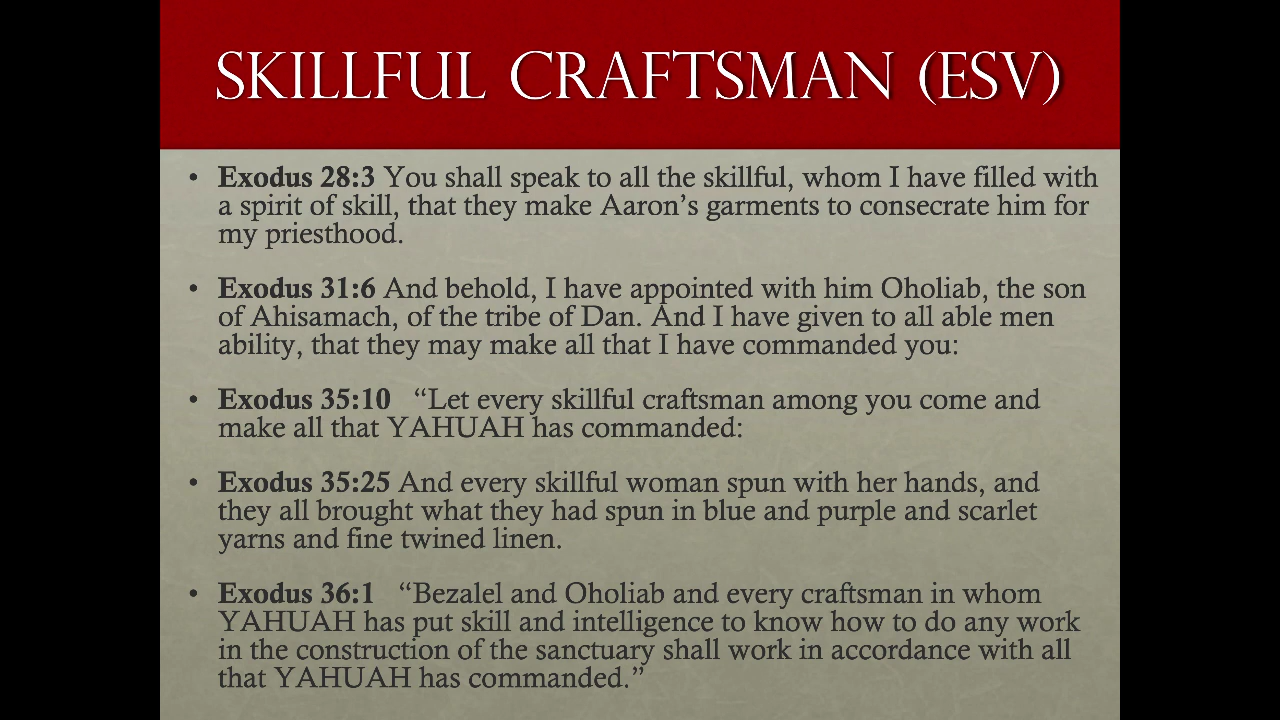 SKILLFUL CRAFTSMAN (ESV)
• Exodus 28:3 You shall speak to all the skillful, whom I have filled with
a spirit of skill, that they make Aaron’s garments to consecrate him for
my priesthood.
• Exodus 31:6 And behold, I have appointed with him Oholiab, the son
of Ahisamach, of the tribe of Dan. And I have given to all able men
ability, that they may make all that I have commanded you:
• Exodus 35:10 “Let every skillful craftsman among you come and
make all that YAHUAH has commanded:
• Exodus 35:25 And every skillful woman spun with her hands, and
they all brought what they had spun in blue and purple and scarlet
yarns and fine twined linen.
• Exodus 36:1 “Bezalel and Oholiab and every craftsman in whom
YAHUAH has put skill and intelligence to know how to do any work
in the construction of the sanctuary shall work in accordance with all
that YAHUAH has commanded.”